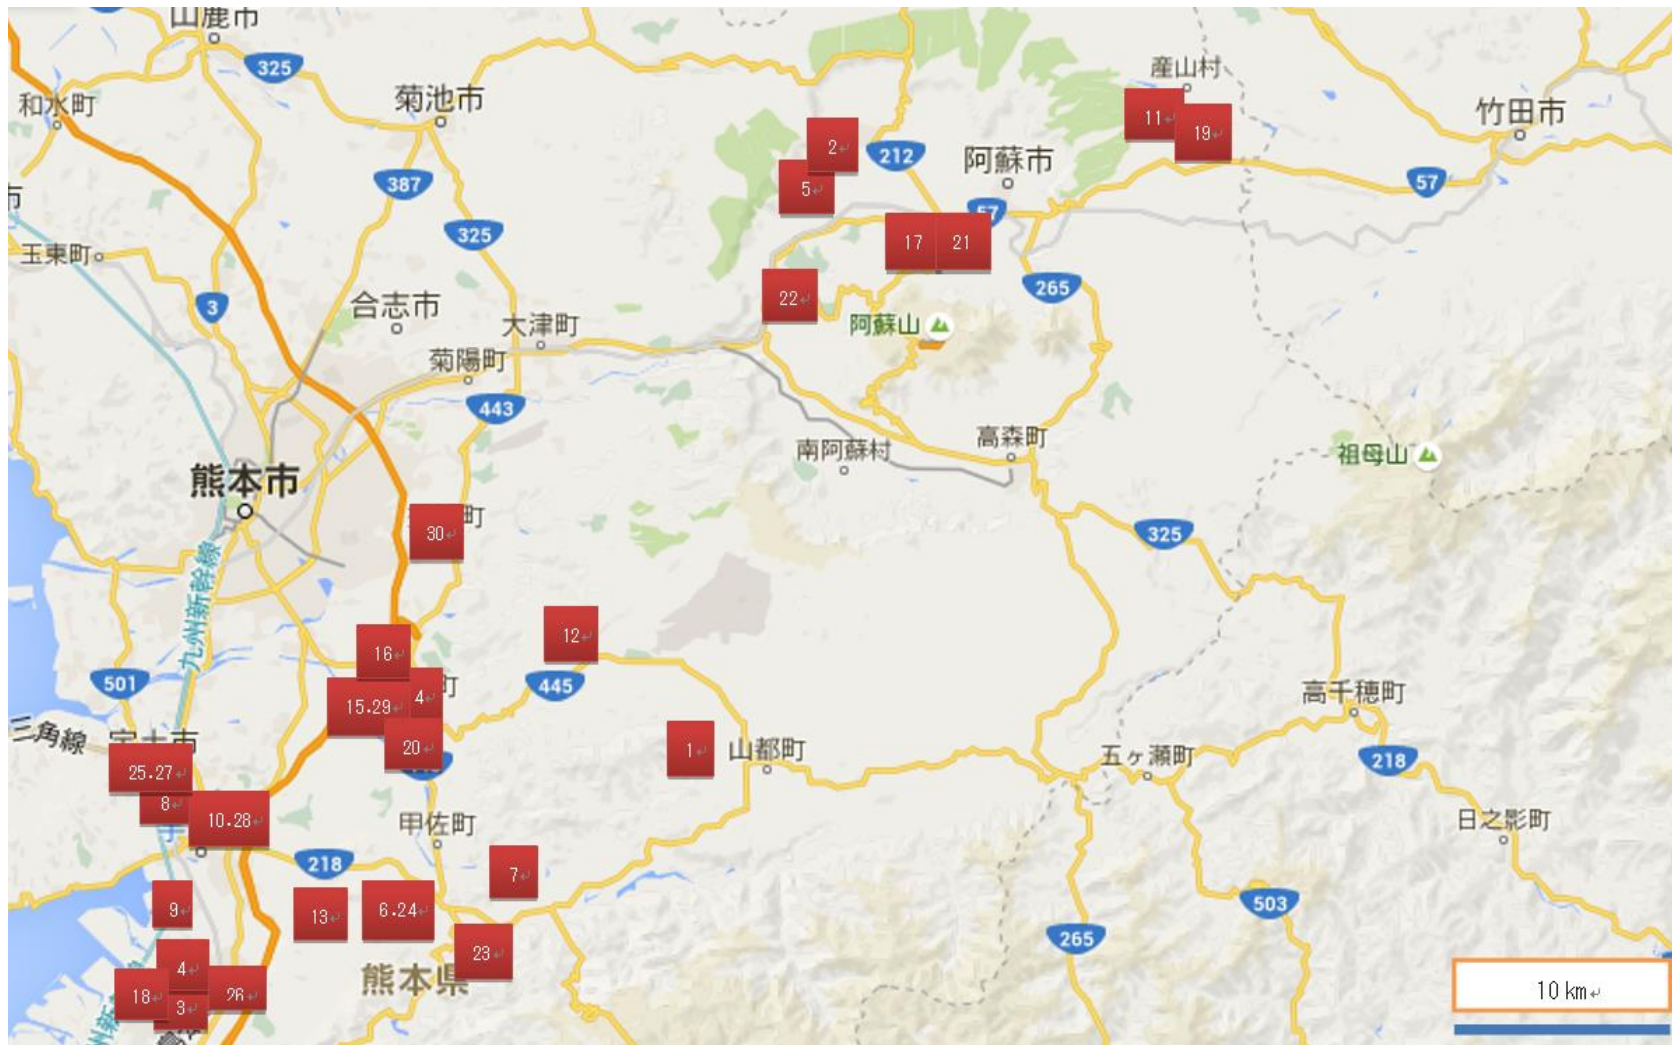 山鹿市
325
産山村
和水町
菊池市
竹田市
11
19
2
212
阿蘇市
387
5
57
市
325
57
玉東町
17
21
265
3
合志市
22
大津町
阿蘇山
菊陽町
443
南阿蘇村
高森町
祖母山
熊本市
30
町
325
九州新幹線
12
16
501
445
町
4
高千穂町
15.29
三角線
宇土市
20
1
山都町
五ヶ瀬町
218
25.27
8
10.28
甲佐町
日之影町
218
7
9
13
6.24
503
265
23
4
熊本県
18
26
3
10 km